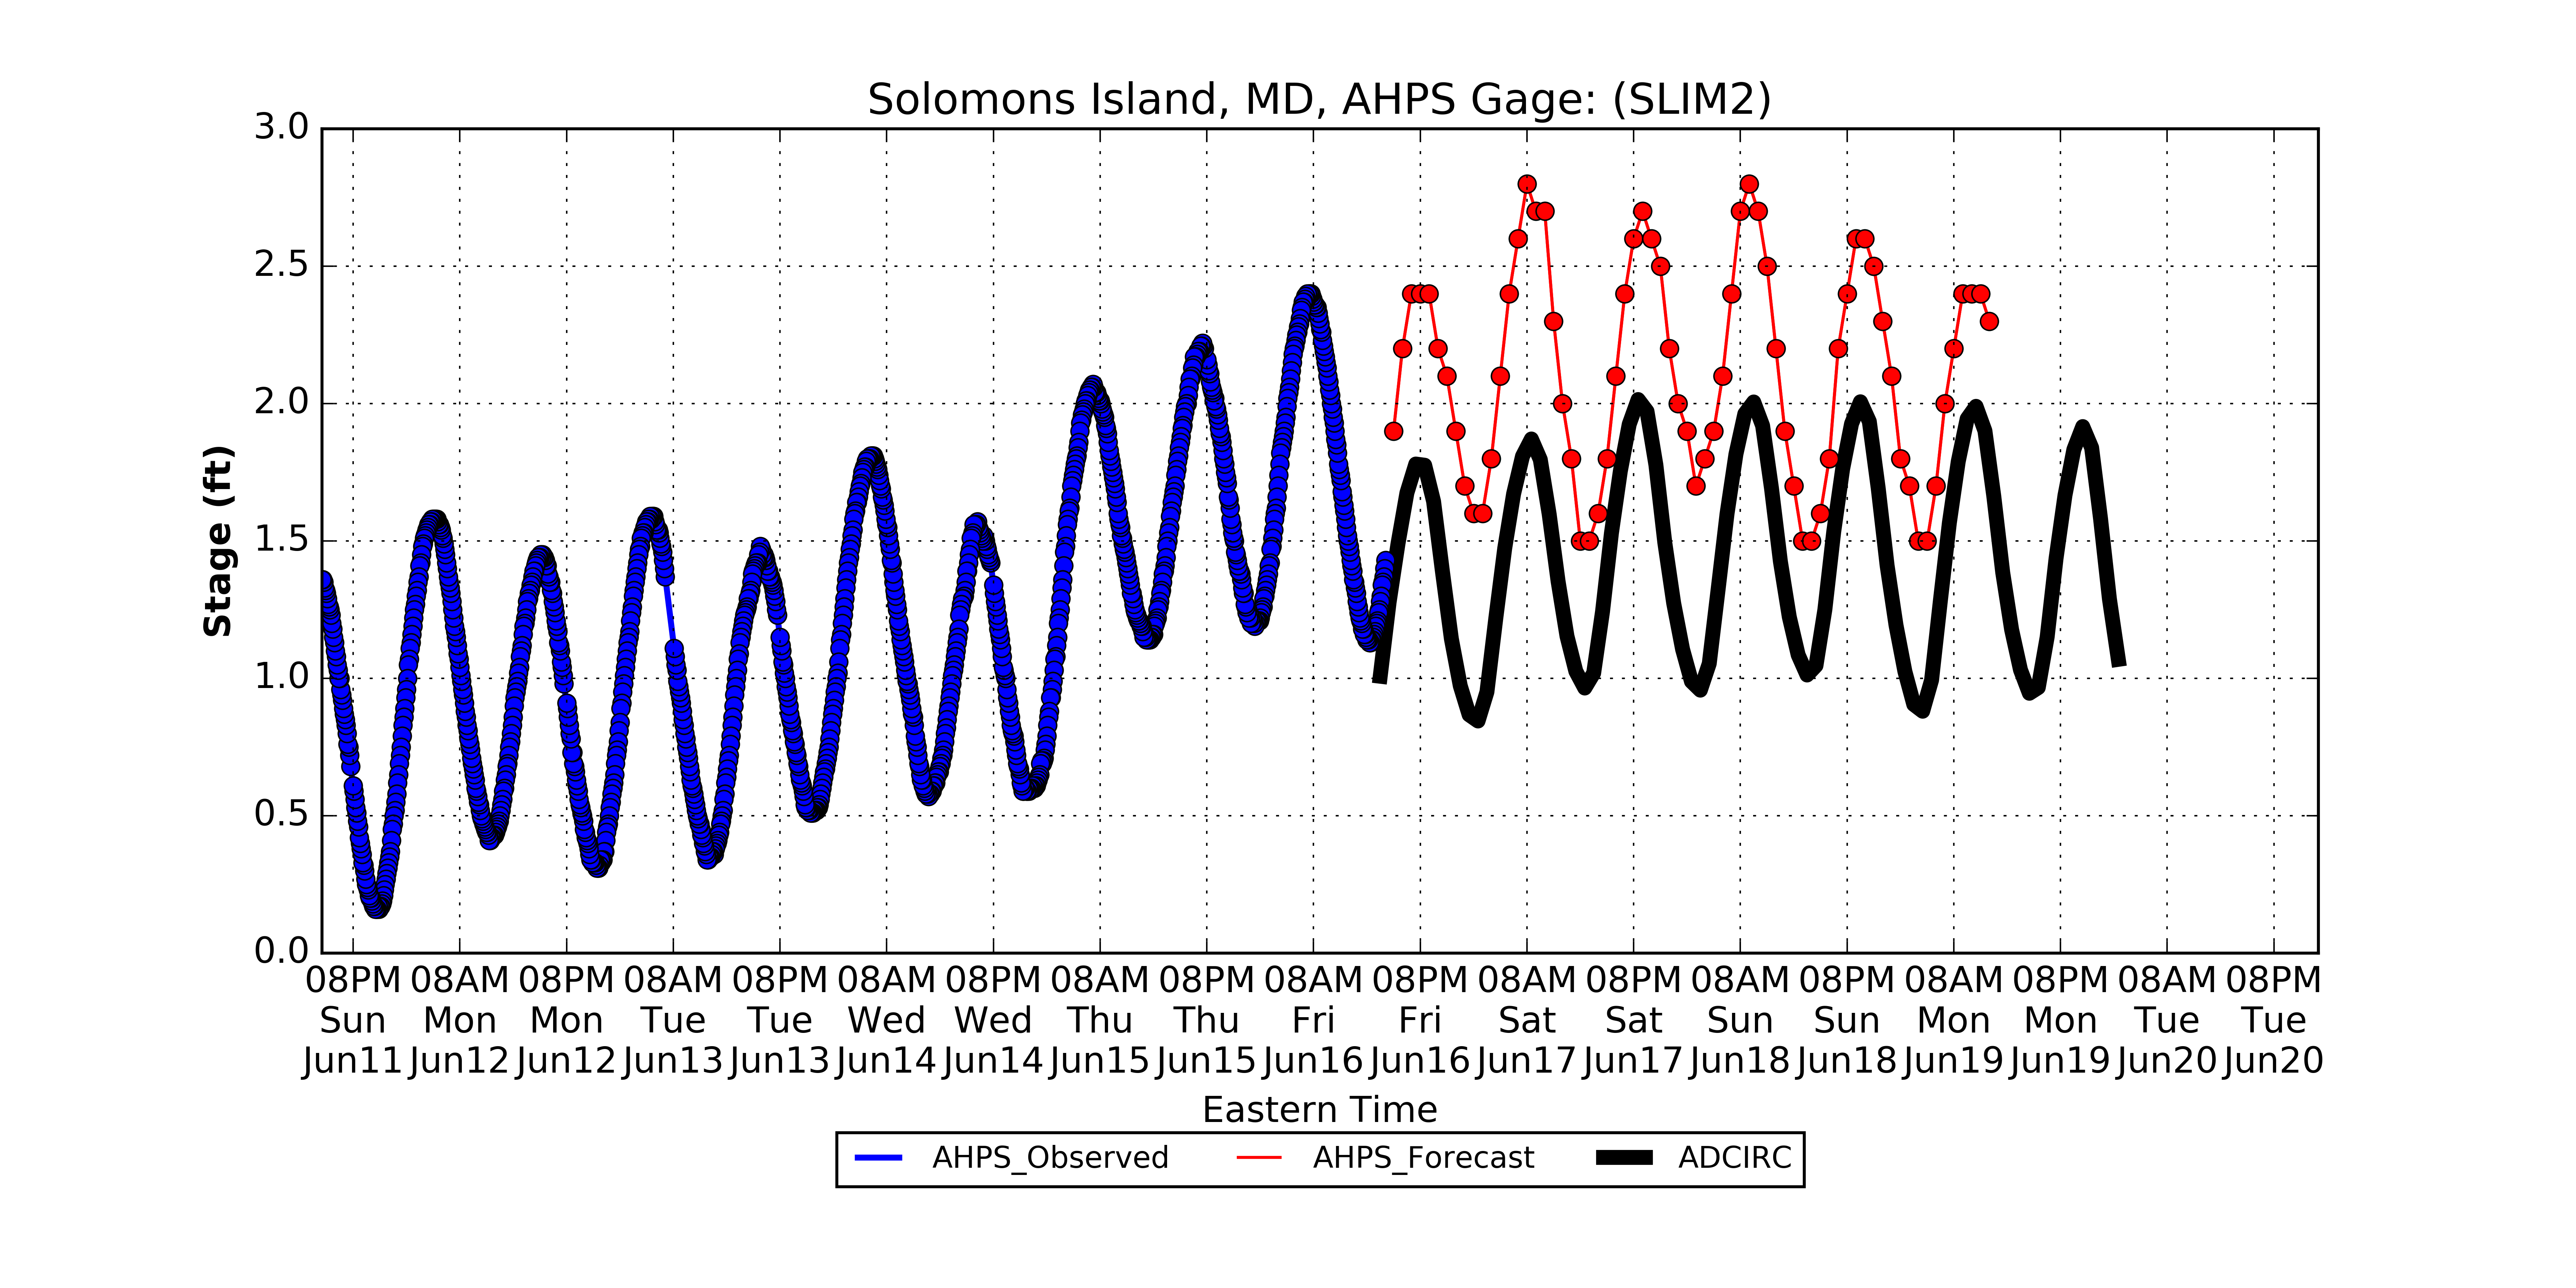 Solomons Island, MD, AHPS Gage: (SLIM2)
3.0
2.5
2.0
1.5
1.0
0.5
0.0
Stage (ft)
08PM 08AM 08PM 08AM 08PM 08AM 08PM 08AM 08PM 08AM 08PM 08AM 08PM 08AM 08PM 08AM 08PM 08AM 08PM
Sun Mon Mon Tue Tue Wed Wed Thu Thu Fri Fri Sat Sat Sun Sun Mon Mon Tue Tue
Jun11 Jun12 Jun12 Jun13 Jun13 Jun14 Jun14 Jun15 Jun15 Jun16 Jun16 Jun17 Jun17 Jun18 Jun18 Jun19 Jun19 Jun20 Jun20
Eastern Time
AHPS_Observed AHPS_Forecast ADCIRC